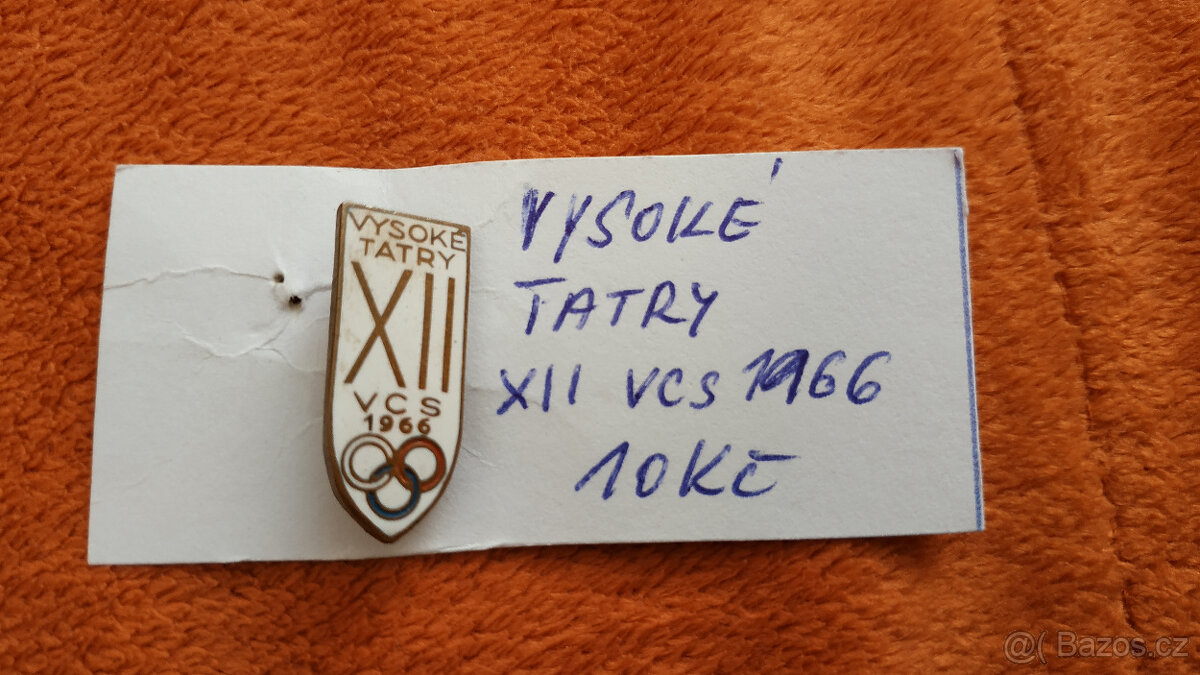 VYSOKÉ
TATRY
XII
VCS
1966
VYSOKÉ
TATRY
XII VCS 1966
10KČ
@( Bazos.cz